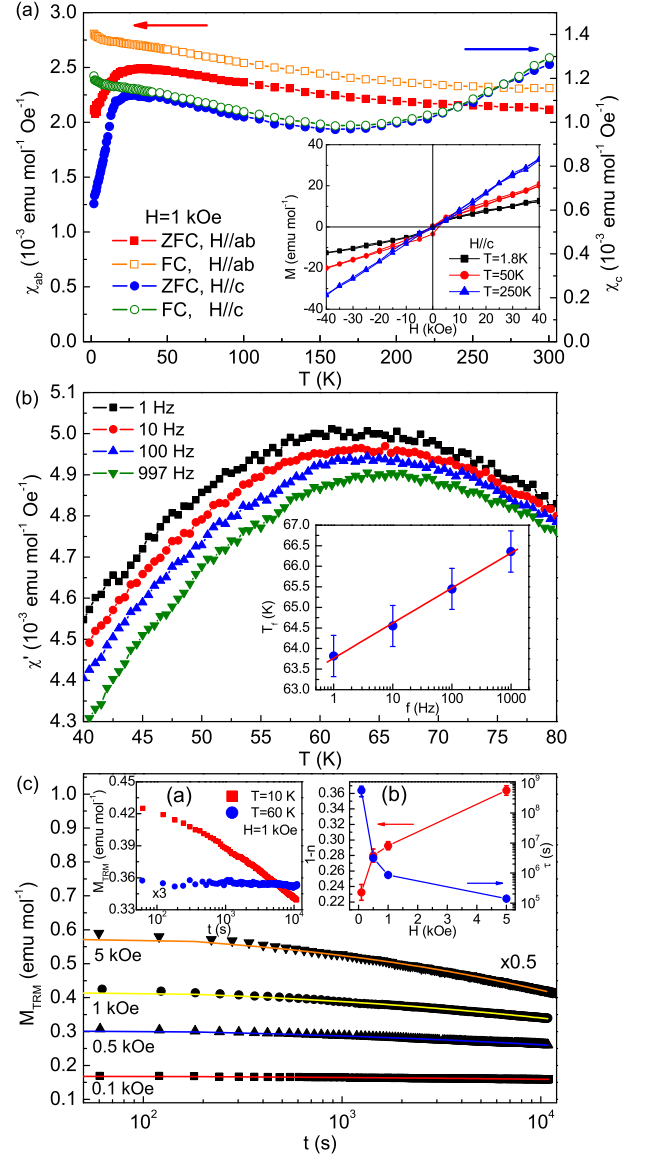 (a)
3.0
2.5
2.0
1.5
1.0
0.5
0.0
χab (10⁻³ emu mol⁻¹ Oe⁻¹)
1.4
1.2
1.0
0.8
0.6
0.4
0.2
0.0
χc (10⁻³ emu mol⁻¹ Oe⁻¹)
H=1 kOe
ZFC, H//ab
FC, H//ab
ZFC, H//c
FC, H//c
40
20
0
-20
-40
M (emu mol⁻¹)
H//c
T=1.8K
T=50K
T=250K
-40 -30 -20 -10 0 10 20 30 40
H (kOe)
0 50 100 150 200 250 300
T (K)
(b)
5.1
5.0
4.9
4.8
4.7
4.6
4.5
4.4
4.3
χ' (10⁻³ emu mol⁻¹ Oe⁻¹)
1 Hz
10 Hz
100 Hz
997 Hz
67.0
66.5
66.0
65.5
65.0
64.5
64.0
63.5
63.0
Tf (K)
1 10 100 1000
f (Hz)
40 45 50 55 60 65 70 75 80
T (K)
(c)
1.0
0.9
0.8
0.7
0.6
0.5
0.4
0.3
0.2
0.1
MTRM (emu mol⁻¹)
0.45
0.42
0.39
0.36
0.33
MTRM (emu mol⁻¹)
(a)
T=10 K
T=60 K
H=1 kOe
x3
10² 10³ 10⁴
t (s)
(b)
0.36
0.34
0.32
0.30
0.28
0.26
0.24
0.22
1-n
10⁹
10⁸
10⁷
10⁶
10⁵
τ (s)
0 1 2 3 4 5
H (kOe)
x0.5
5 kOe
1 kOe
0.5 kOe
0.1 kOe
10² 10³ 10⁴
t (s)